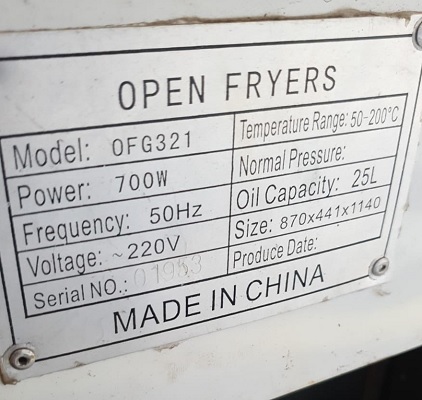 OPEN FRYERS
Model: OFG321
Temperature Range: 50-200°C
Power: 700W
Normal Pressure:
Frequency: 50Hz
Oil Capacity: 25L
Voltage: ~220V
Size: 870x441x1140
Serial NO.: 01983
Produce Date:
MADE IN CHINA